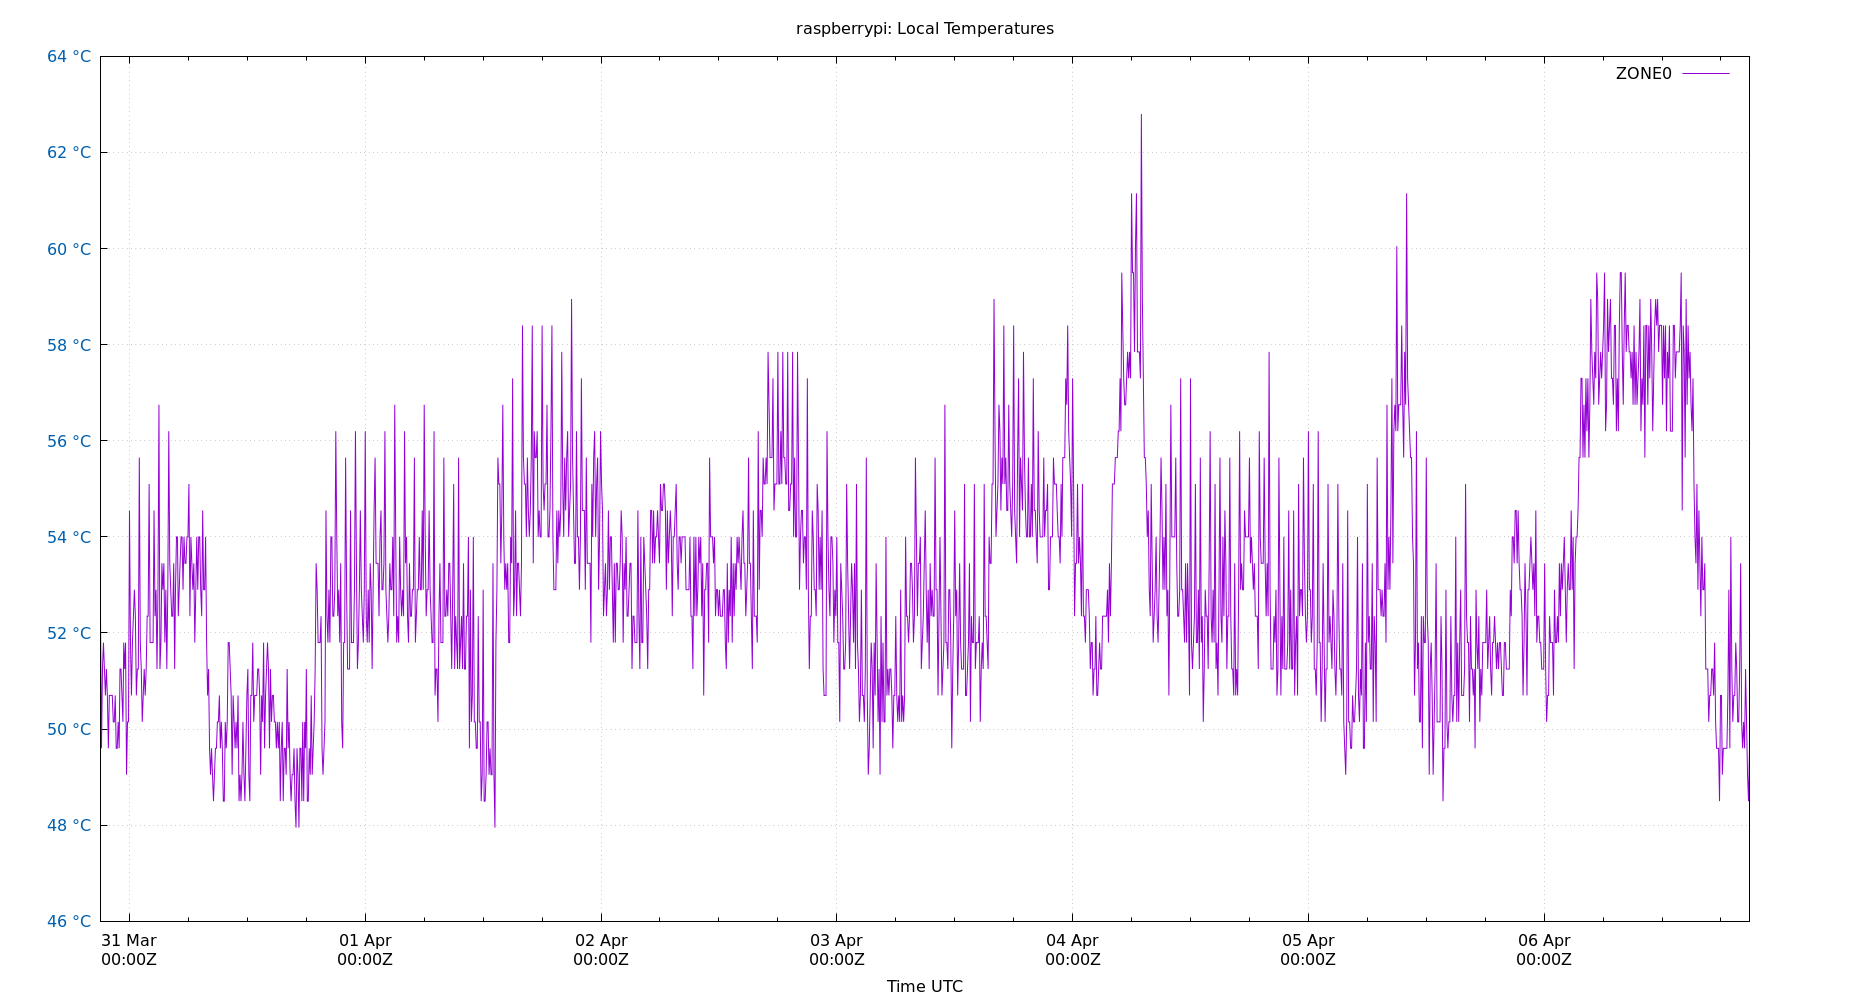 raspberrypi: Local Temperatures
64 °C
ZONE0
62 °C
60 °C
58 °C
56 °C
54 °C
52 °C
50 °C
48 °C
46 °C
31 Mar 01 Apr 02 Apr 03 Apr 04 Apr 05 Apr 06 Apr
00:00Z 00:00Z 00:00Z 00:00Z 00:00Z 00:00Z 00:00Z
Time UTC